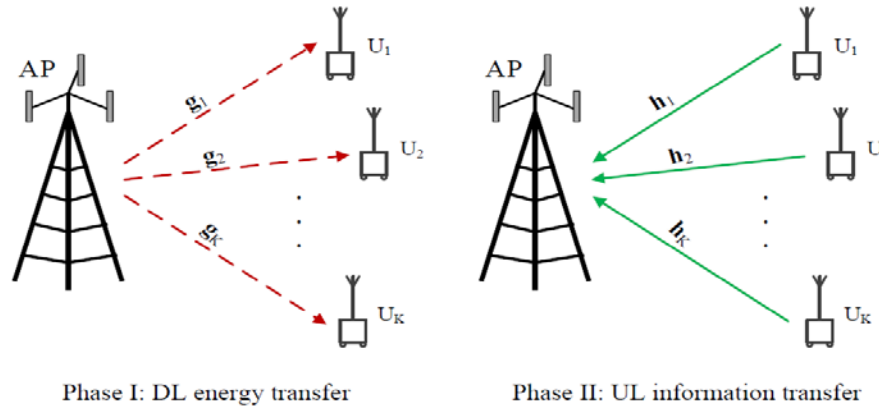 AP
U1
g1
g2
U2
gK
UK
Phase I: DL energy transfer
U1
h1
h2
U
hK
UK
Phase II: UL information transfer